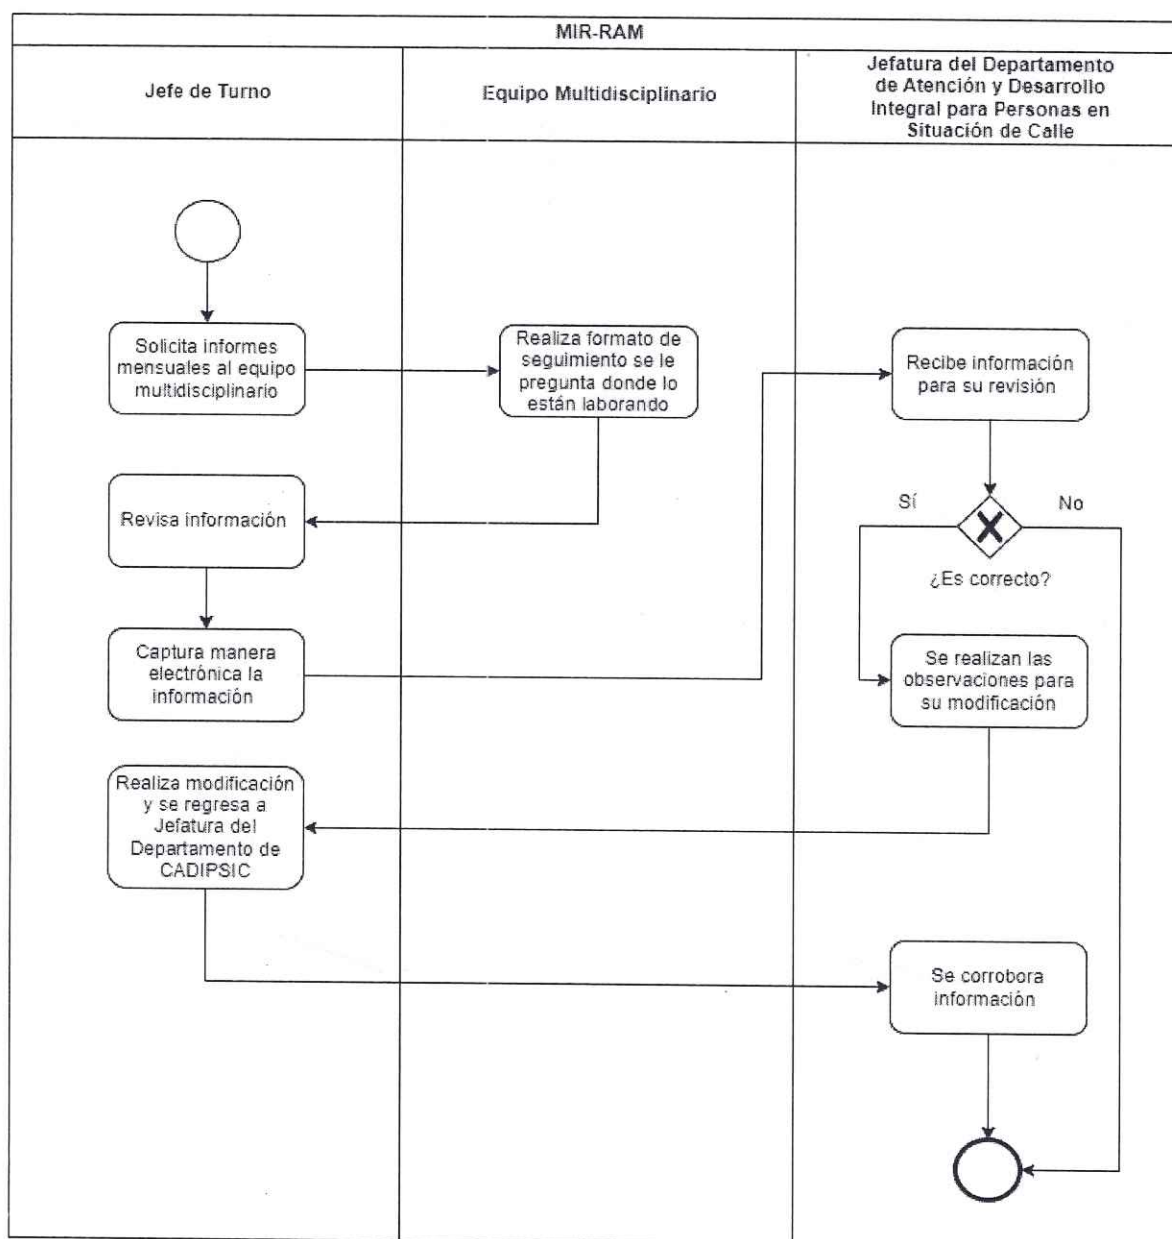 MIR-RAM
Jefe de Turno
Equipo Multidisciplinario
Jefatura del Departamento
de Atención y Desarrollo
Integral para Personas en
Situación de Calle
Solicita informes
mensuales al equipo
multidisciplinario
Realiza formato de
seguimiento se le
pregunta donde lo
están laborando
Recibe información
para su revisión
Revisa información
Sí
No
¿Es correcto?
Captura manera
electrónica la
información
Se realizan las
observaciones para
su modificación
Realiza modificación
y se regresa a
Jefatura del
Departamento de
CADIPSIC
Se corrobora
información